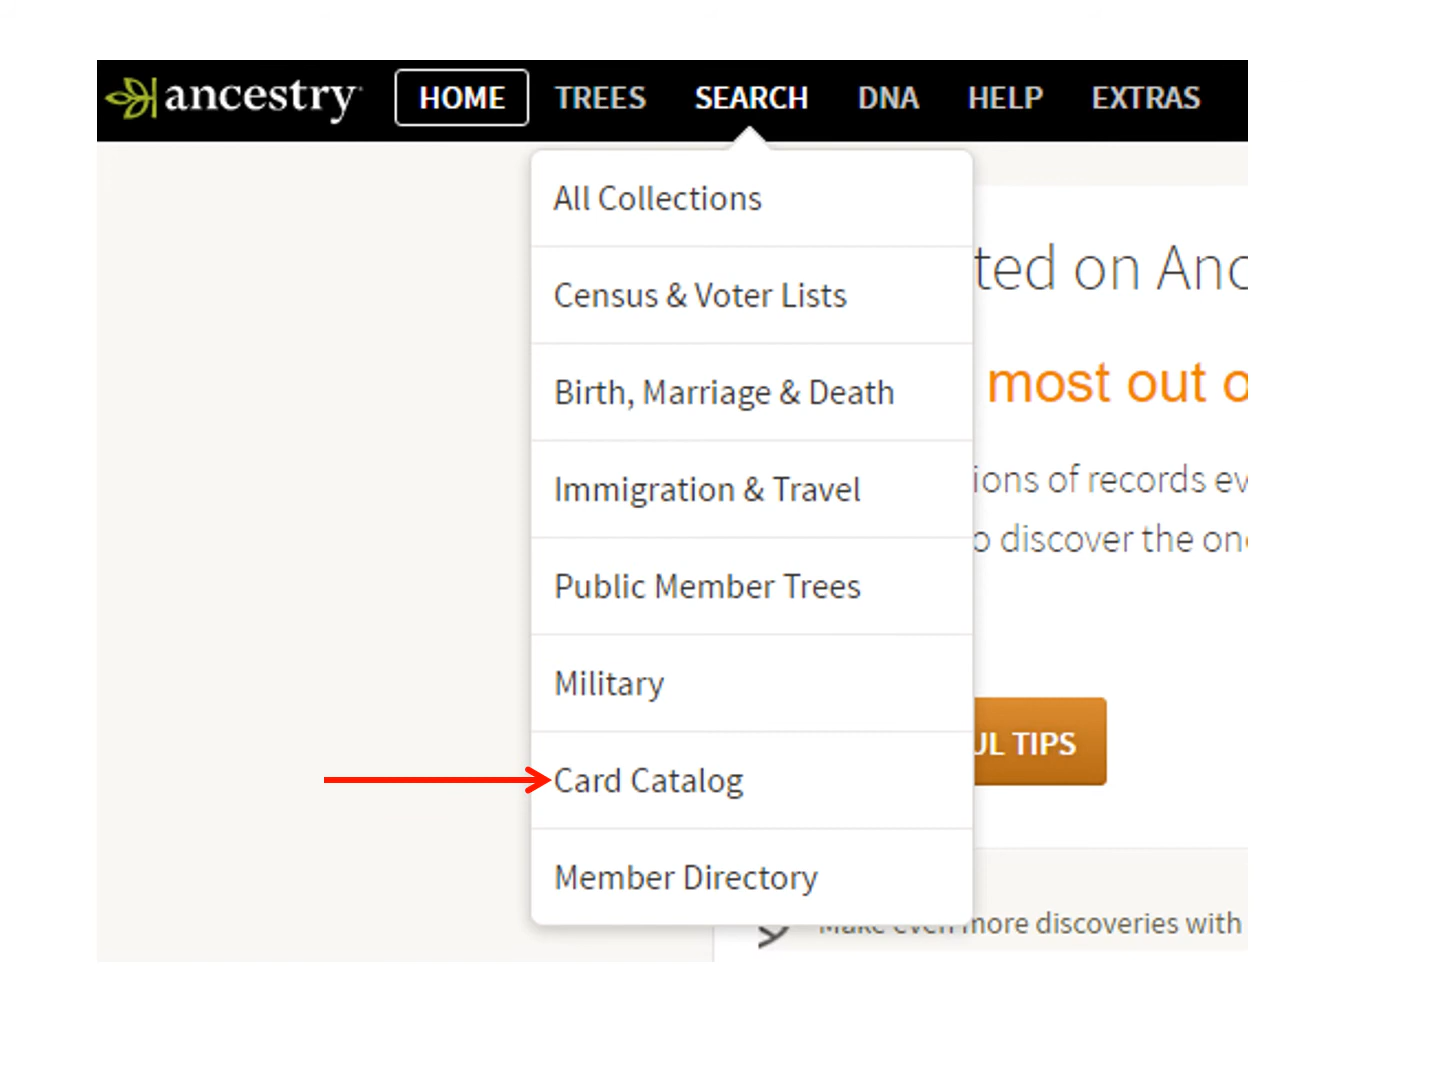 ancestry
HOME TREES SEARCH DNA HELP EXTRAS
All Collections
Census & Voter Lists
Birth, Marriage & Death
Immigration & Travel
Public Member Trees
Military
Card Catalog
Member Directory
ted on Anc
most out o
ions of records ev
o discover the on
UL TIPS
Make even more discoveries with